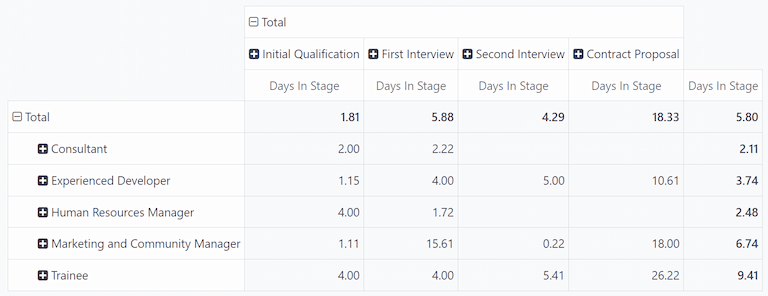 Total
Initial Qualification First Interview Second Interview Contract Proposal
Days In Stage Days In Stage Days In Stage Days In Stage Days In Stage
Total 1.81 5.88 4.29 18.33 5.80
Consultant 2.00 2.22 2.11
Experienced Developer 1.15 4.00 5.00 10.61 3.74
Human Resources Manager 4.00 1.72 2.48
Marketing and Community Manager 1.11 15.61 0.22 18.00 6.74
Trainee 4.00 4.00 5.41 26.22 9.41